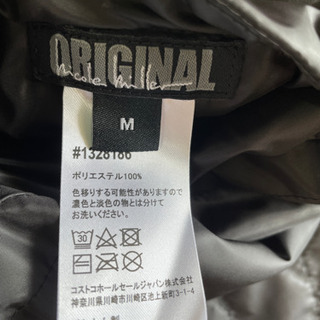 ORIGINAL
M
#1328186
ポリエステル100%
色移りする可能性がありますので
濃色と淡色の物とは分けて
お洗いください。
30
コストコホールセールジャパン株式会社
神奈川県川崎市川崎区池上新町3-1-4